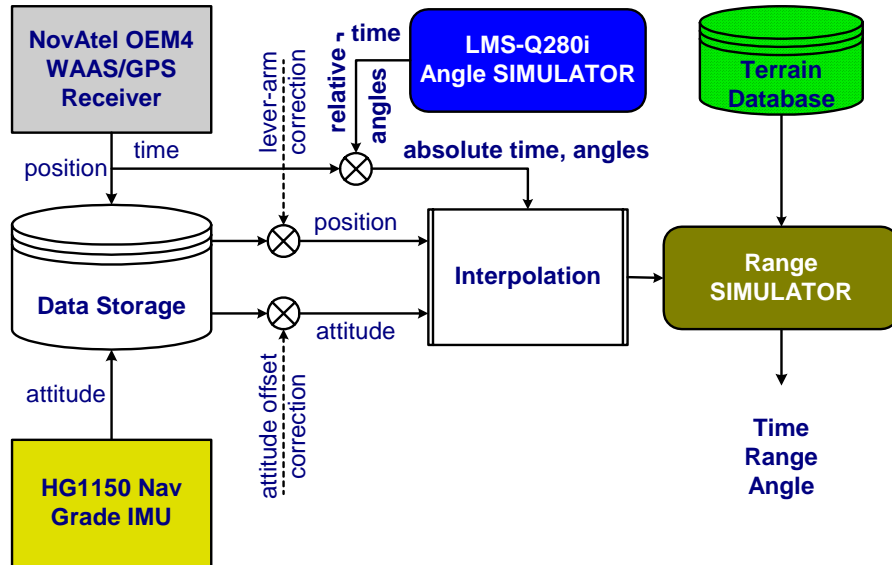 NovAtel OEM4
WAAS/GPS
Receiver
LMS-Q280i
Angle SIMULATOR
Terrain
Database
relative - time
angles
lever-arm
correction
time
position
absolute time, angles
position
Data Storage
Interpolation
Range
SIMULATOR
attitude
attitude
attitude offset
correction
HG1150 Nav
Grade IMU
Time
Range
Angle